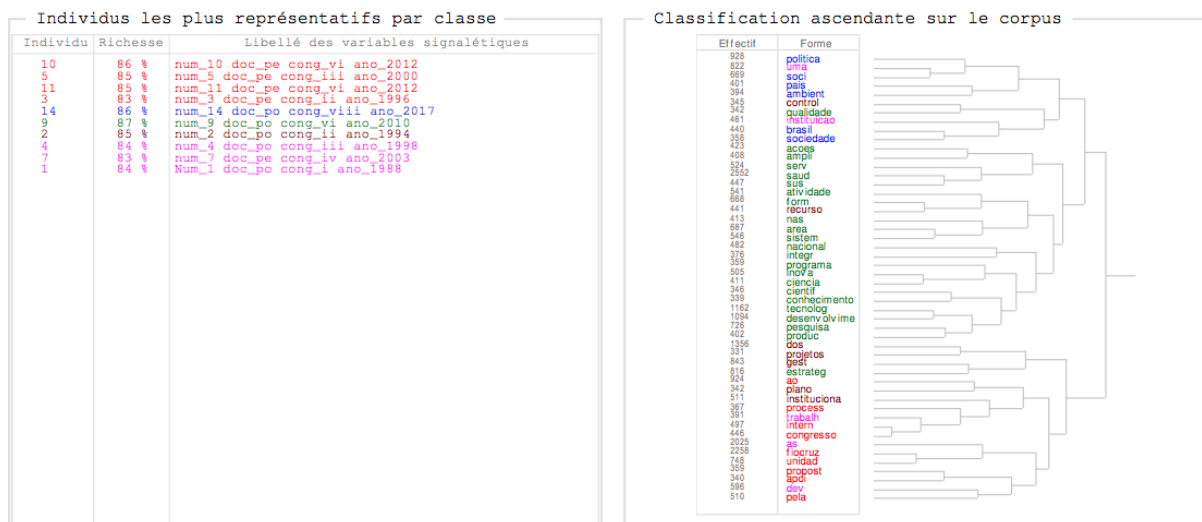 Individus les plus représentatifs par classe
Individu Richesse Libellé des variables signalétiques
10 86 % num_10 doc_pe cong_vi ano_2012
5 85 % num_5 doc_pe cong_iii ano_2000
11 85 % num_11 doc_pe cong_vi ano_2012
3 83 % num_3 doc_pe cong_ii ano_1996
14 86 % num_14 doc_po cong_viii ano_2017
9 87 % num_9 doc_po cong_vi ano_2010
2 85 % num_2 doc_po cong_ii ano_1994
4 84 % num_4 doc_po cong_iii ano_1998
7 83 % num_7 doc_pe cong_iv ano_2003
1 84 % Num_1 doc_po cong_i ano_1988
Classification ascendante sur le corpus
Effectif Forme
928 politica
822 uma
669 soci
401 pais
394 ambient
345 control
342 qualidade
461 instituicao
440 brasil
358 sociedade
423 acoes
408 ampli
524 serv
2552 saud
447 sus
541 atividade
668 form
441 recurso
413 nas
687 area
546 sistem
482 nacional
376 integr
359 programa
505 inova
411 ciencia
346 cientif
339 conhecimento
1162 tecnolog
1094 desenvolvime
726 pesquisa
402 produc
1356 dos
331 projetos
843 gest
816 estrateg
924 ao
342 plano
511 instituciona
367 process
391 trabalh
497 intern
446 congresso
2025 as
2258 fiocruz
748 unidad
359 propost
340 apoi
596 dev
510 pela